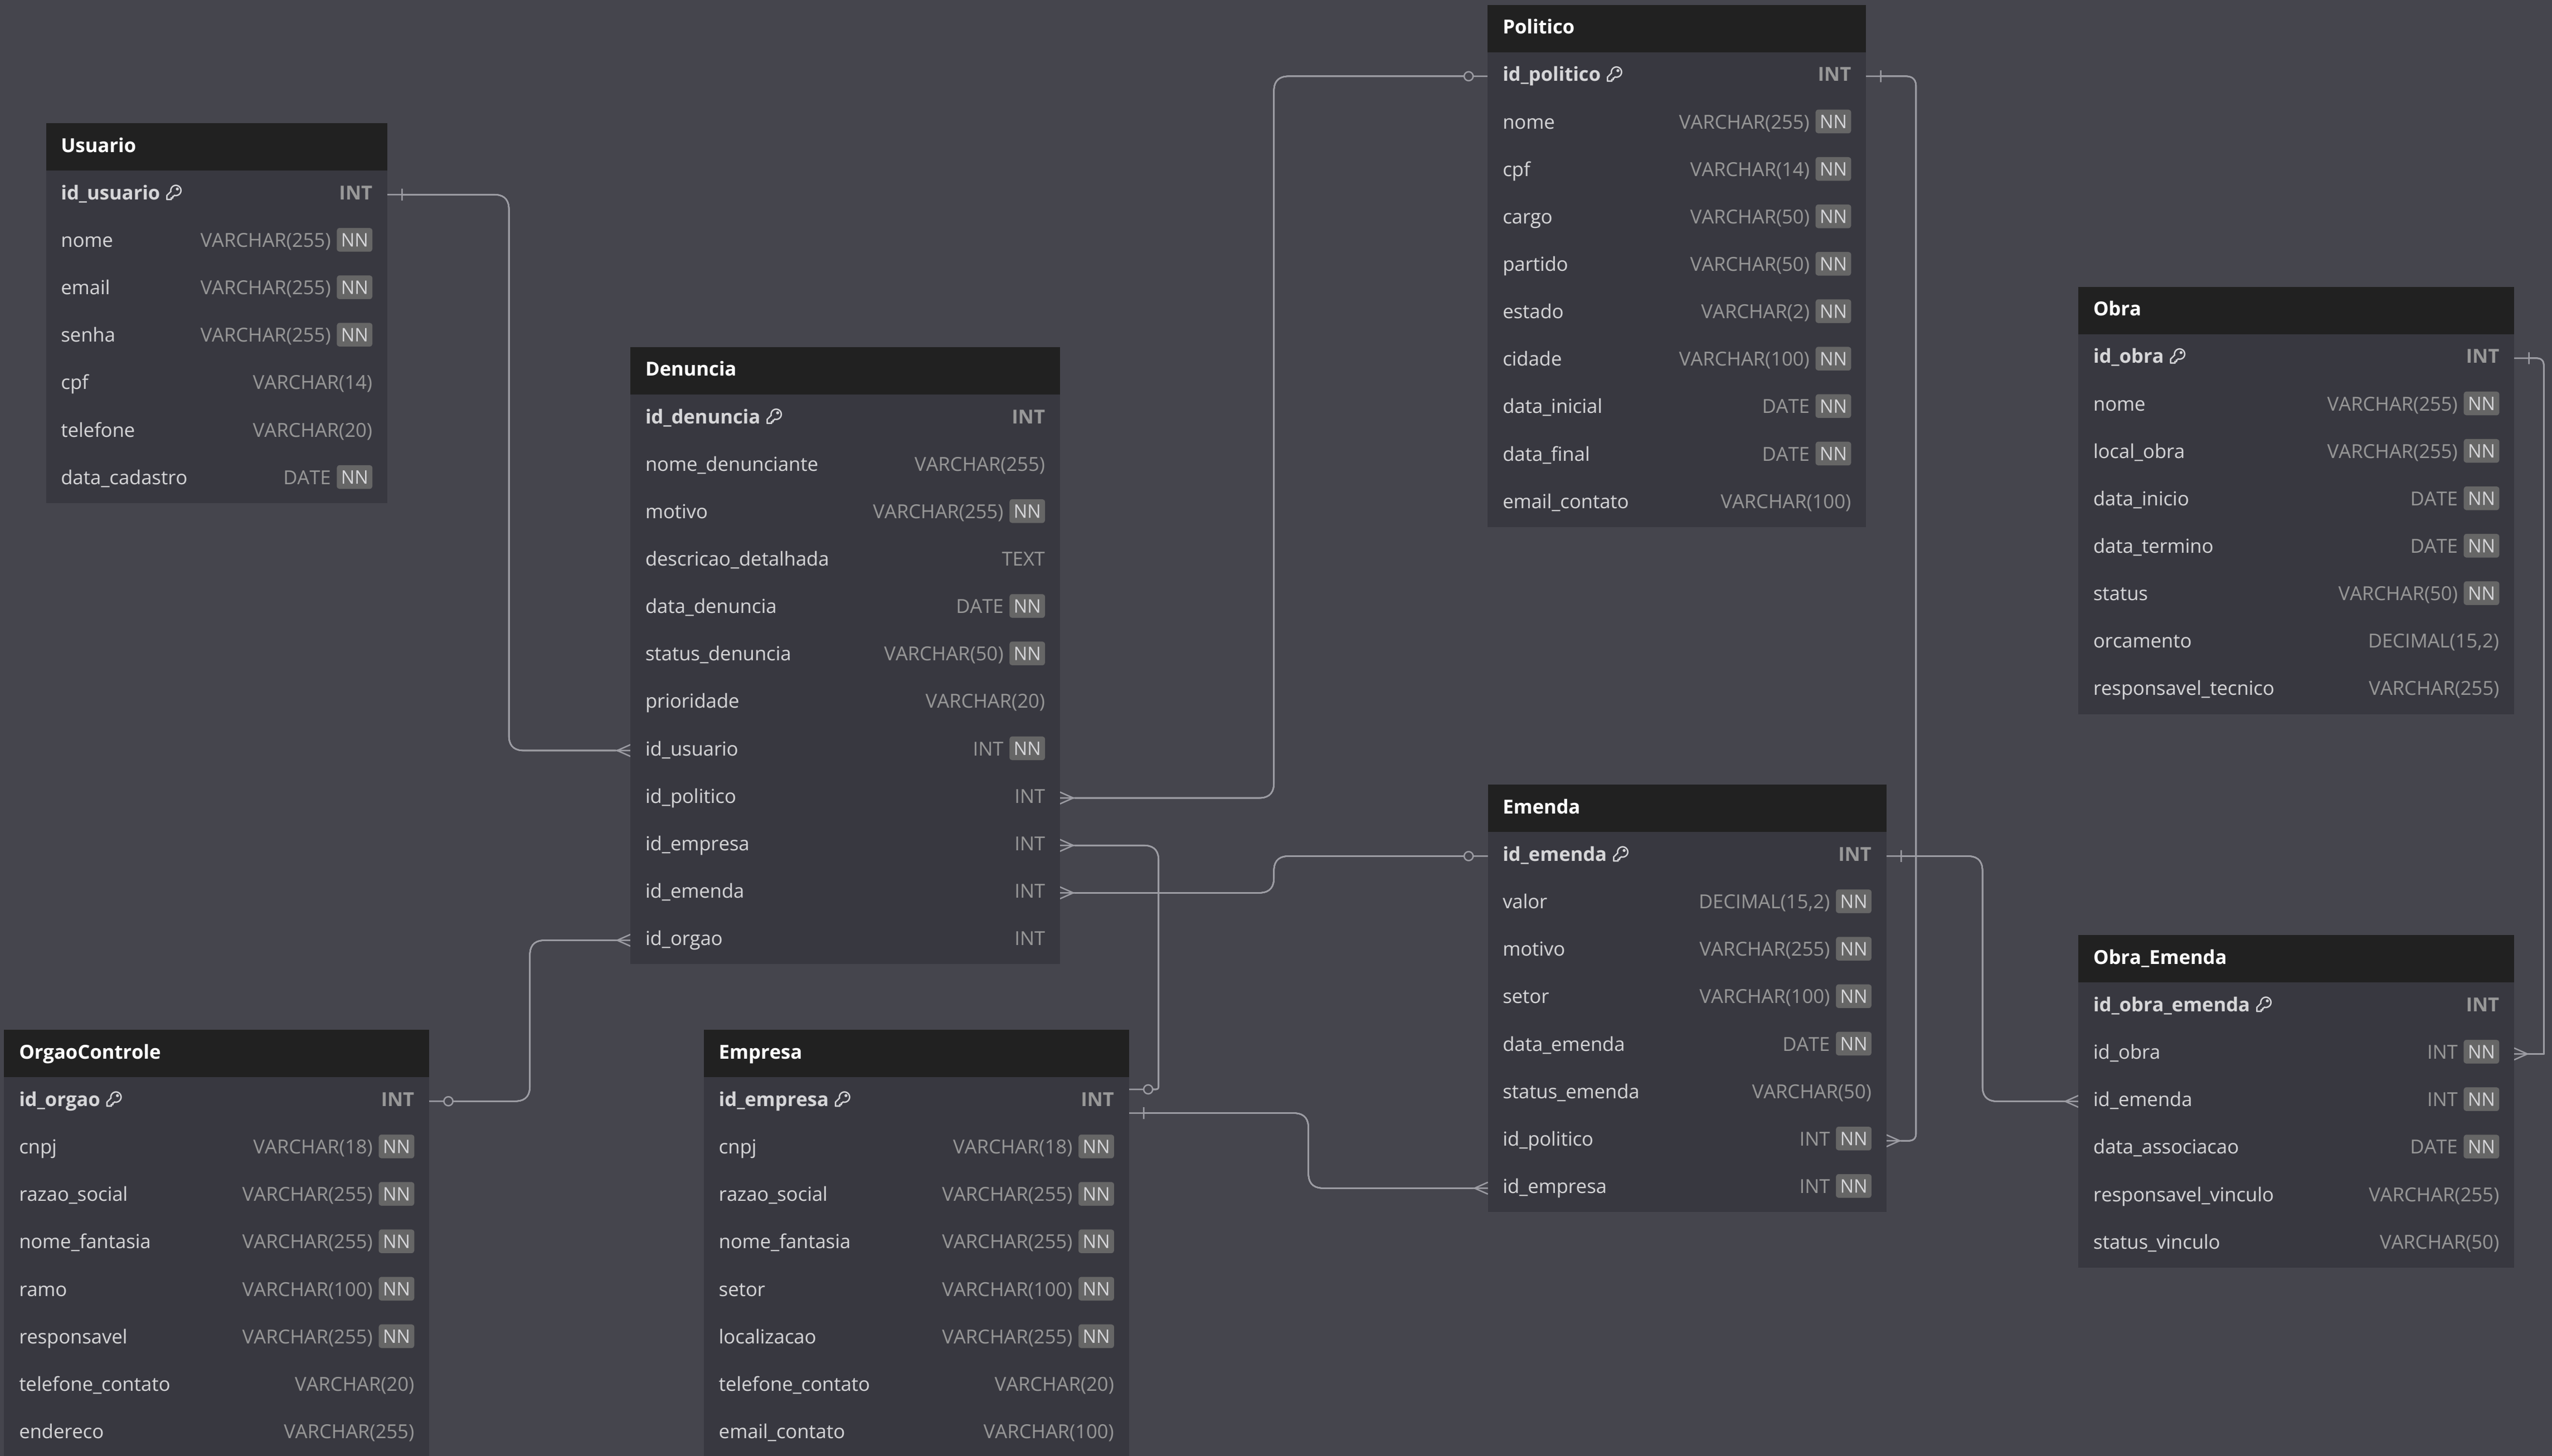 Usuario
id_usuario INT
nome VARCHAR(255) NN
email VARCHAR(255) NN
senha VARCHAR(255) NN
cpf VARCHAR(14)
telefone VARCHAR(20)
data_cadastro DATE NN
Denuncia
id_denuncia INT
nome_denunciante VARCHAR(255)
motivo VARCHAR(255) NN
descricao_detalhada TEXT
data_denuncia DATE NN
status_denuncia VARCHAR(50) NN
prioridade VARCHAR(20)
id_usuario INT NN
id_politico INT
id_empresa INT
id_emenda INT
id_orgao INT
OrgaoControle
id_orgao INT
cnpj VARCHAR(18) NN
razao_social VARCHAR(255) NN
nome_fantasia VARCHAR(255) NN
ramo VARCHAR(100) NN
responsavel VARCHAR(255) NN
telefone_contato VARCHAR(20)
endereco VARCHAR(255)
Empresa
id_empresa INT
cnpj VARCHAR(18) NN
razao_social VARCHAR(255) NN
nome_fantasia VARCHAR(255) NN
setor VARCHAR(100) NN
localizacao VARCHAR(255) NN
telefone_contato VARCHAR(20)
email_contato VARCHAR(100)
Politico
id_politico INT
nome VARCHAR(255) NN
cpf VARCHAR(14) NN
cargo VARCHAR(50) NN
partido VARCHAR(50) NN
estado VARCHAR(2) NN
cidade VARCHAR(100) NN
data_inicial DATE NN
data_final DATE NN
email_contato VARCHAR(100)
Emenda
id_emenda INT
valor DECIMAL(15,2) NN
motivo VARCHAR(255) NN
setor VARCHAR(100) NN
data_emenda DATE NN
status_emenda VARCHAR(50)
id_politico INT NN
id_empresa INT NN
Obra
id_obra INT
nome VARCHAR(255) NN
local_obra VARCHAR(255) NN
data_inicio DATE NN
data_termino DATE NN
status VARCHAR(50) NN
orcamento DECIMAL(15,2)
responsavel_tecnico VARCHAR(255)
Obra_Emenda
id_obra_emenda INT
id_obra INT NN
id_emenda INT NN
data_associacao DATE NN
responsavel_vinculo VARCHAR(255)
status_vinculo VARCHAR(50)